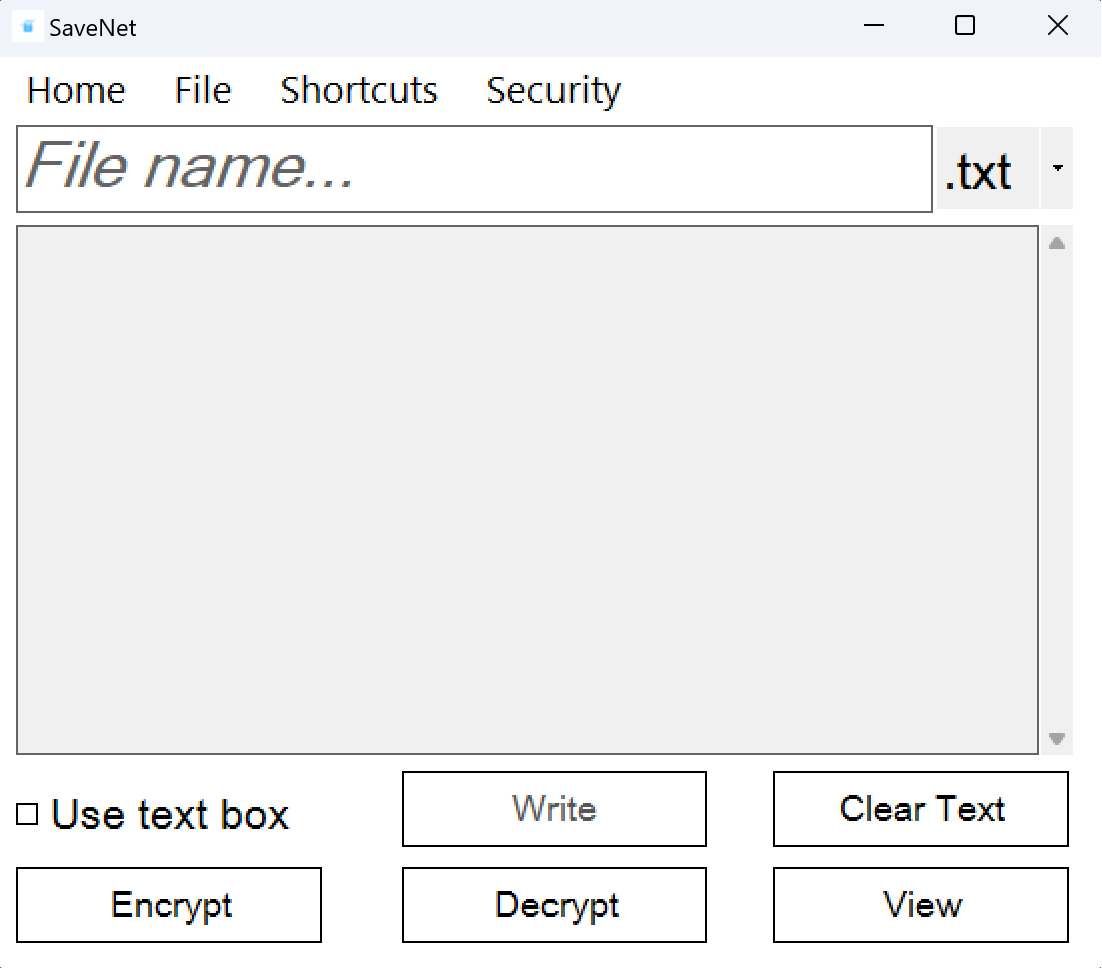 SaveNet
Home File Shortcuts Security
File name... .txt
Use text box Write Clear Text
Encrypt Decrypt View